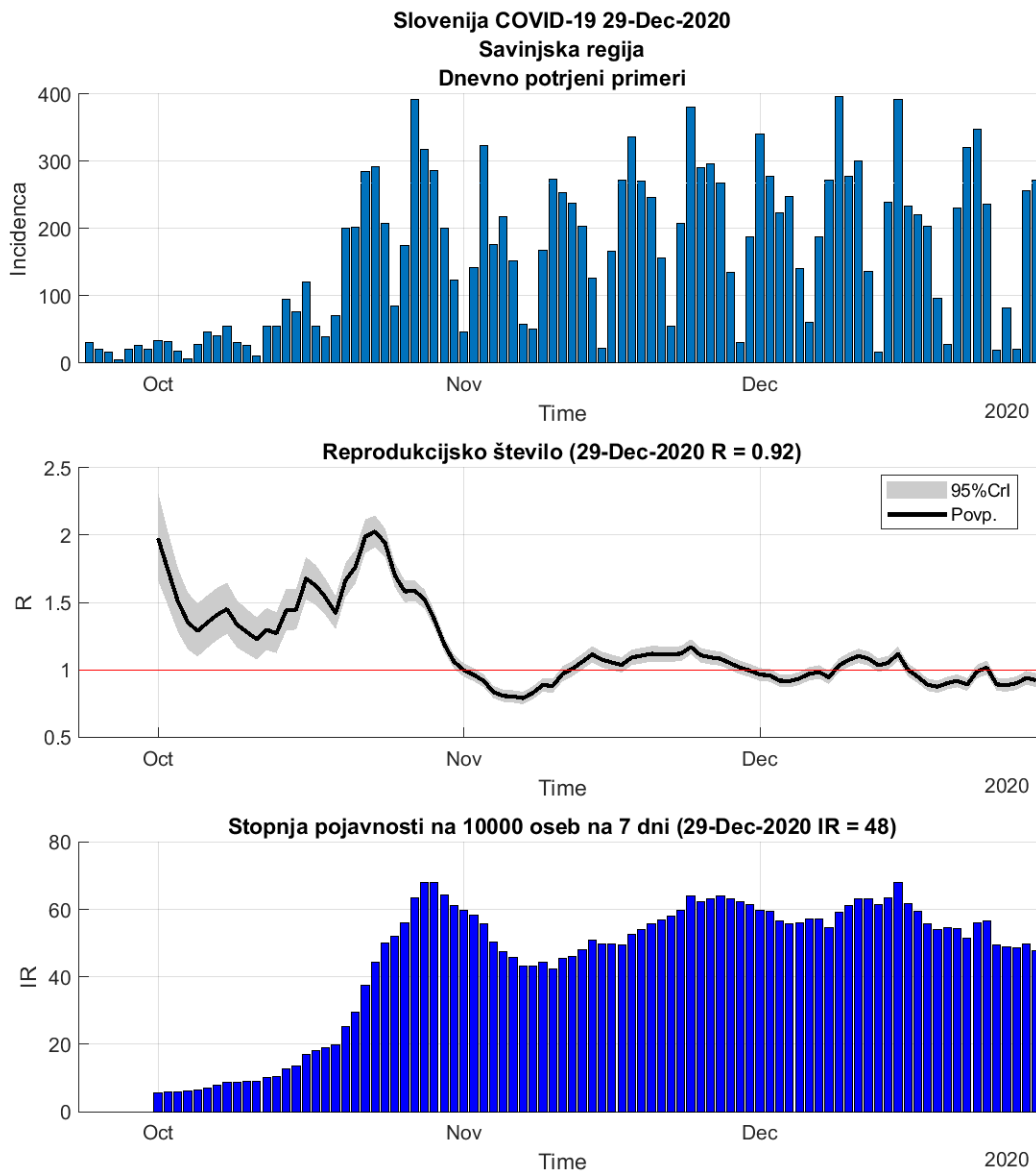 Slovenija COVID-19 29-Dec-2020
Savinjska regija
Dnevno potrjeni primeri
400
300
200
100
0
Incidenca
Oct
Nov
Dec
Time
2020
Reprodukcijsko število (29-Dec-2020 R = 0.92)
2.5
2
1.5
1
0.5
R
95%CrI
Povp.
Oct
Nov
Dec
Time
2020
Stopnja pojavnosti na 10000 oseb na 7 dni (29-Dec-2020 IR = 48)
80
60
40
20
0
IR
Oct
Nov
Dec
Time
2020